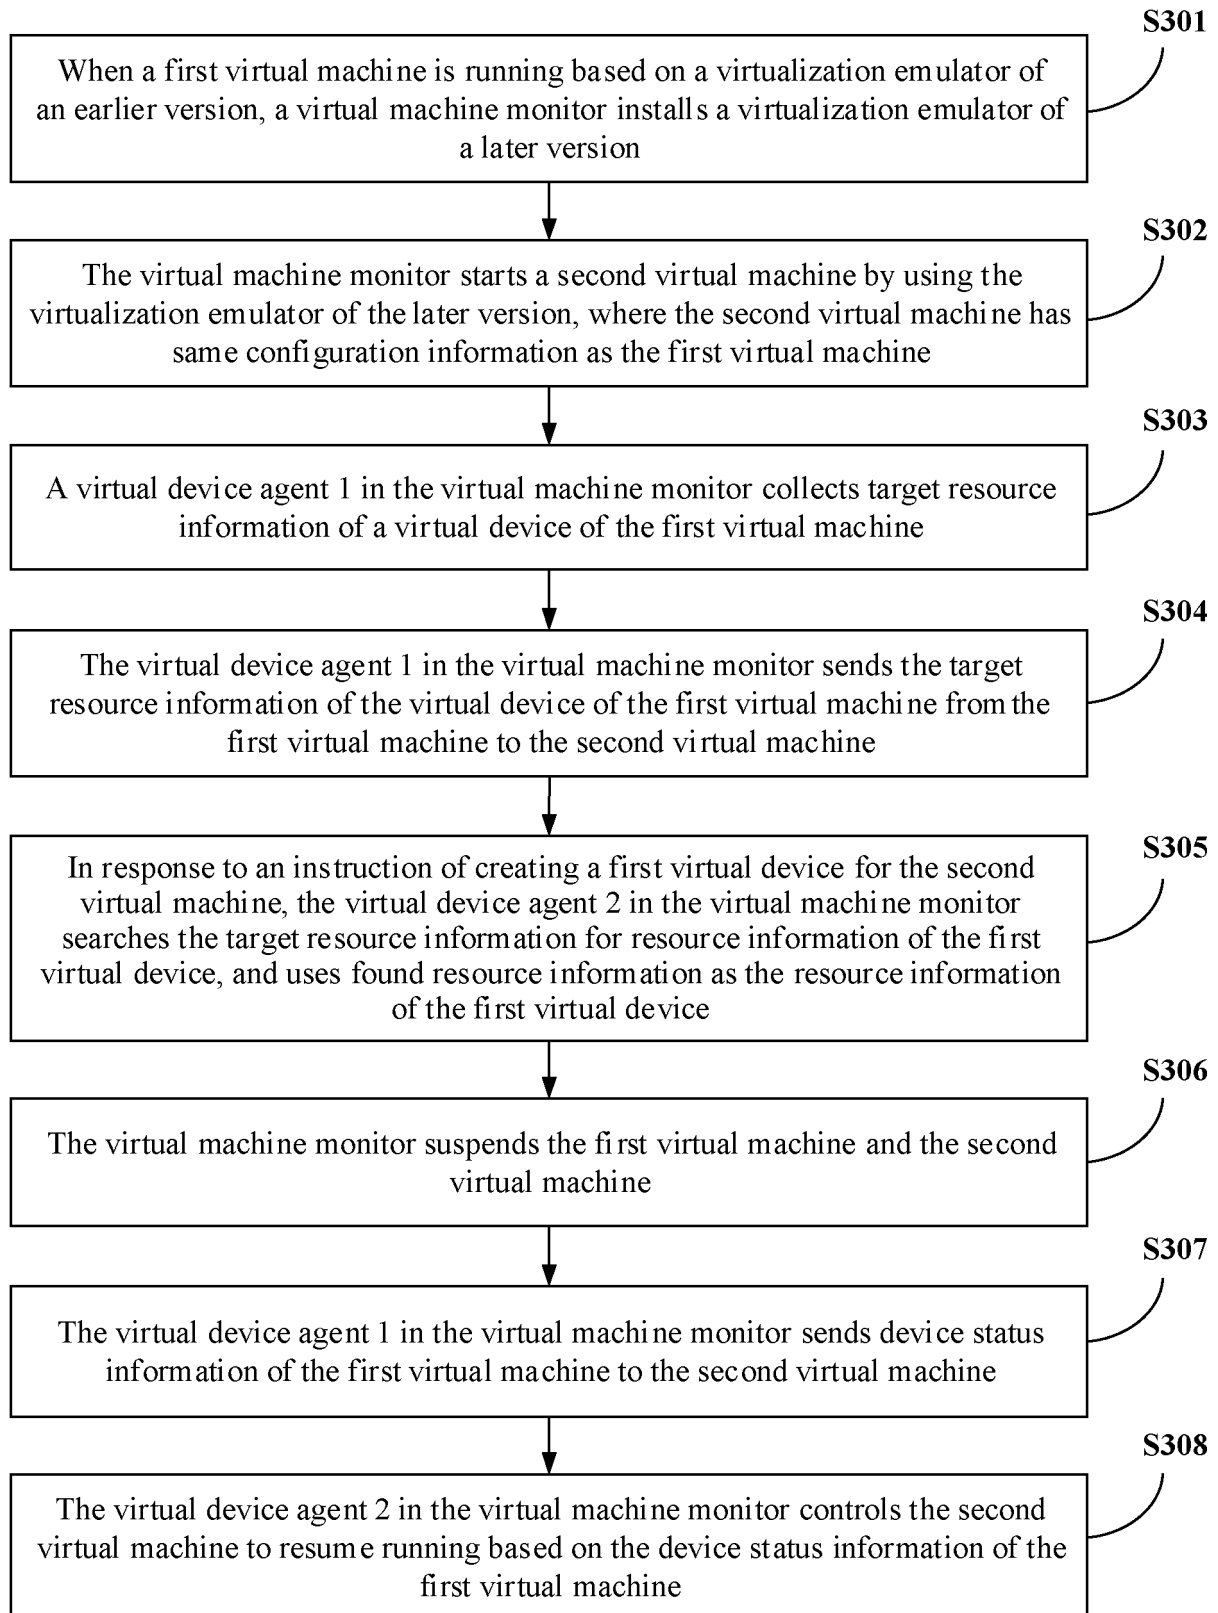 S301
When a first virtual machine is running based on a virtualization emulator of
an earlier version, a virtual machine monitor installs a virtualization emulator of
a later version
S302
The virtual machine monitor starts a second virtual machine by using the
virtualization emulator of the later version, where the second virtual machine has
same configuration information as the first virtual machine
S303
A virtual device agent 1 in the virtual machine monitor collects target resource
information of a virtual device of the first virtual machine
S304
The virtual device agent 1 in the virtual machine monitor sends the target
resource information of the virtual device of the first virtual machine from the
first virtual machine to the second virtual machine
S305
In response to an instruction of creating a first virtual device for the second
virtual machine, the virtual device agent 2 in the virtual machine monitor
searches the target resource information for resource information of the first
virtual device, and uses found resource information as the resource information
of the first virtual device
S306
The virtual machine monitor suspends the first virtual machine and the second
virtual machine
S307
The virtual device agent 1 in the virtual machine monitor sends device status
information of the first virtual machine to the second virtual machine
S308
The virtual device agent 2 in the virtual machine monitor controls the second
virtual machine to resume running based on the device status information of the
first virtual machine